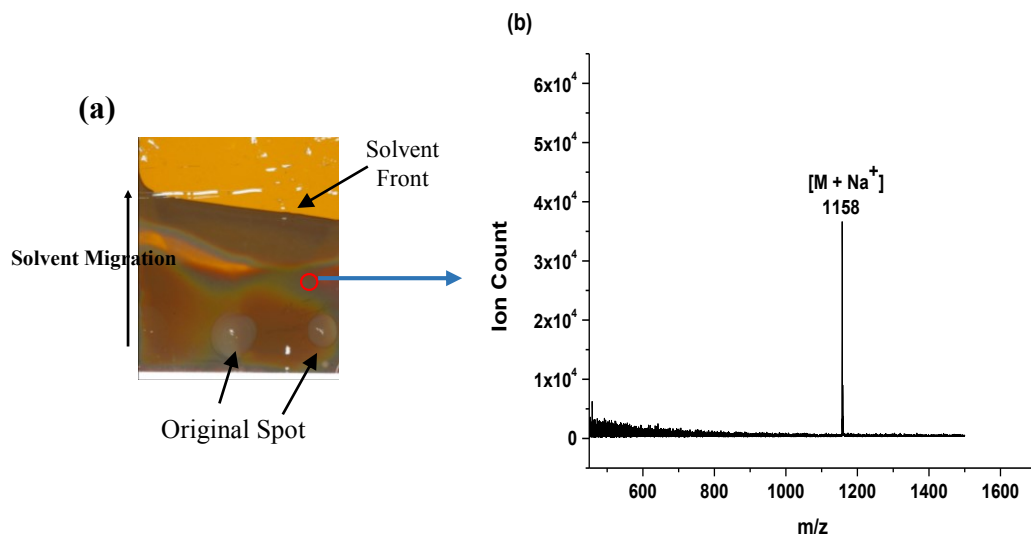 (a)
Solvent
Front
Solvent Migration
Original Spot
(b)
Ion Count
6x10⁴
5x10⁴
4x10⁴
3x10⁴
2x10⁴
1x10⁴
0
[M + Na⁺]
1158
600 800 1000 1200 1400 1600
m/z